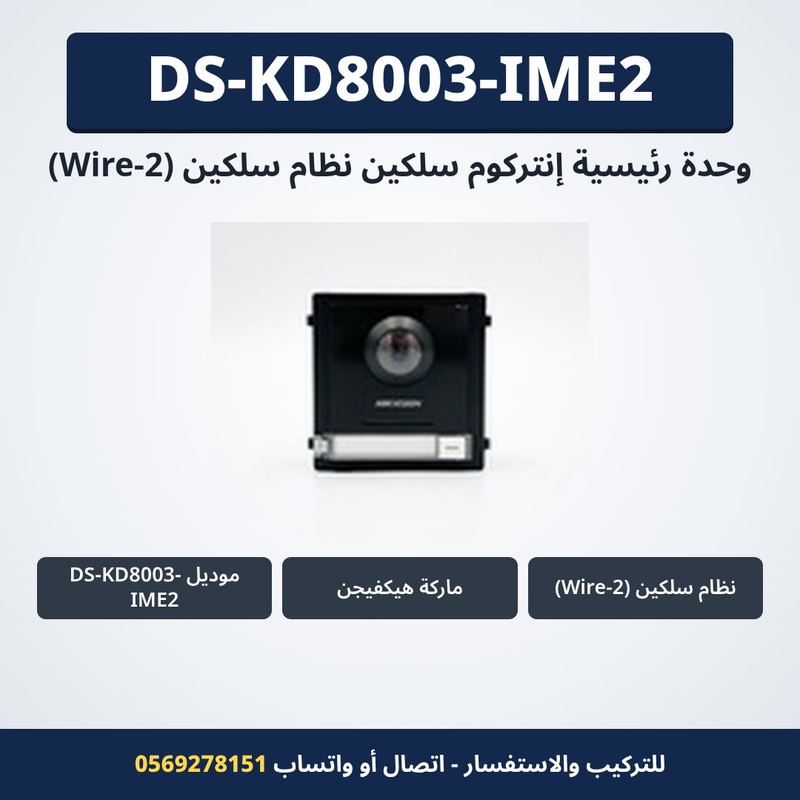 DS-KD8003-IME2
وحدة رئيسية إنتركوم سلكين نظام سلكين (2-Wire)
HIKVISION
نظام سلكين (2-Wire)
ماركة هيكفيجن
موديل DS-KD8003-
IME2
للتركيب والاستفسار - اتصال أو واتساب 0569278151